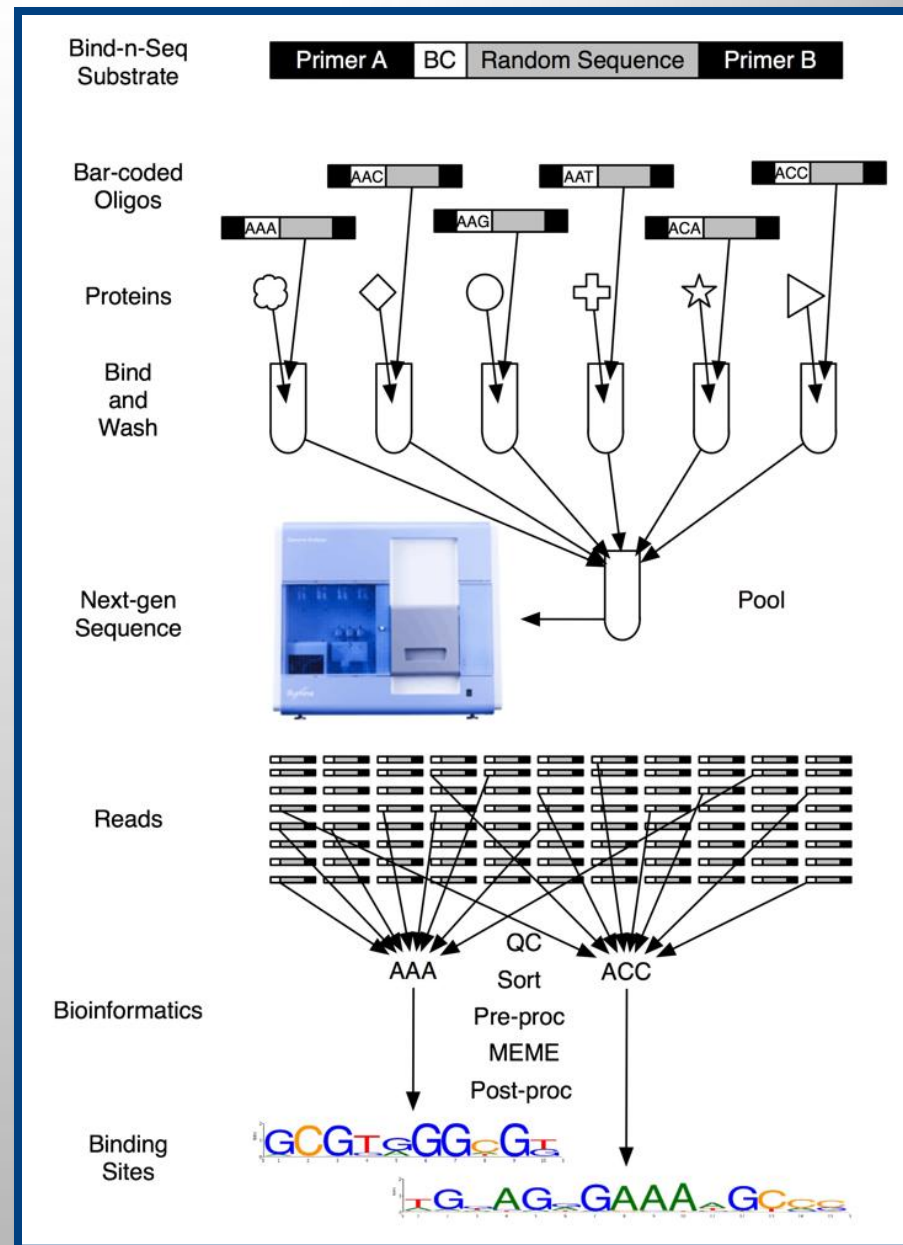 Bind-n-Seq
Substrate
Primer A BC Random Sequence Primer B
Bar-coded
Oligos
AAC AAT ACC
AAA AAG ACA
Proteins
Bind
and
Wash
Next-gen
Sequence
Pool
Reads
QC
AAA ACC
Sort
Bioinformatics
Pre-proc
MEME
Post-proc
Binding
Sites